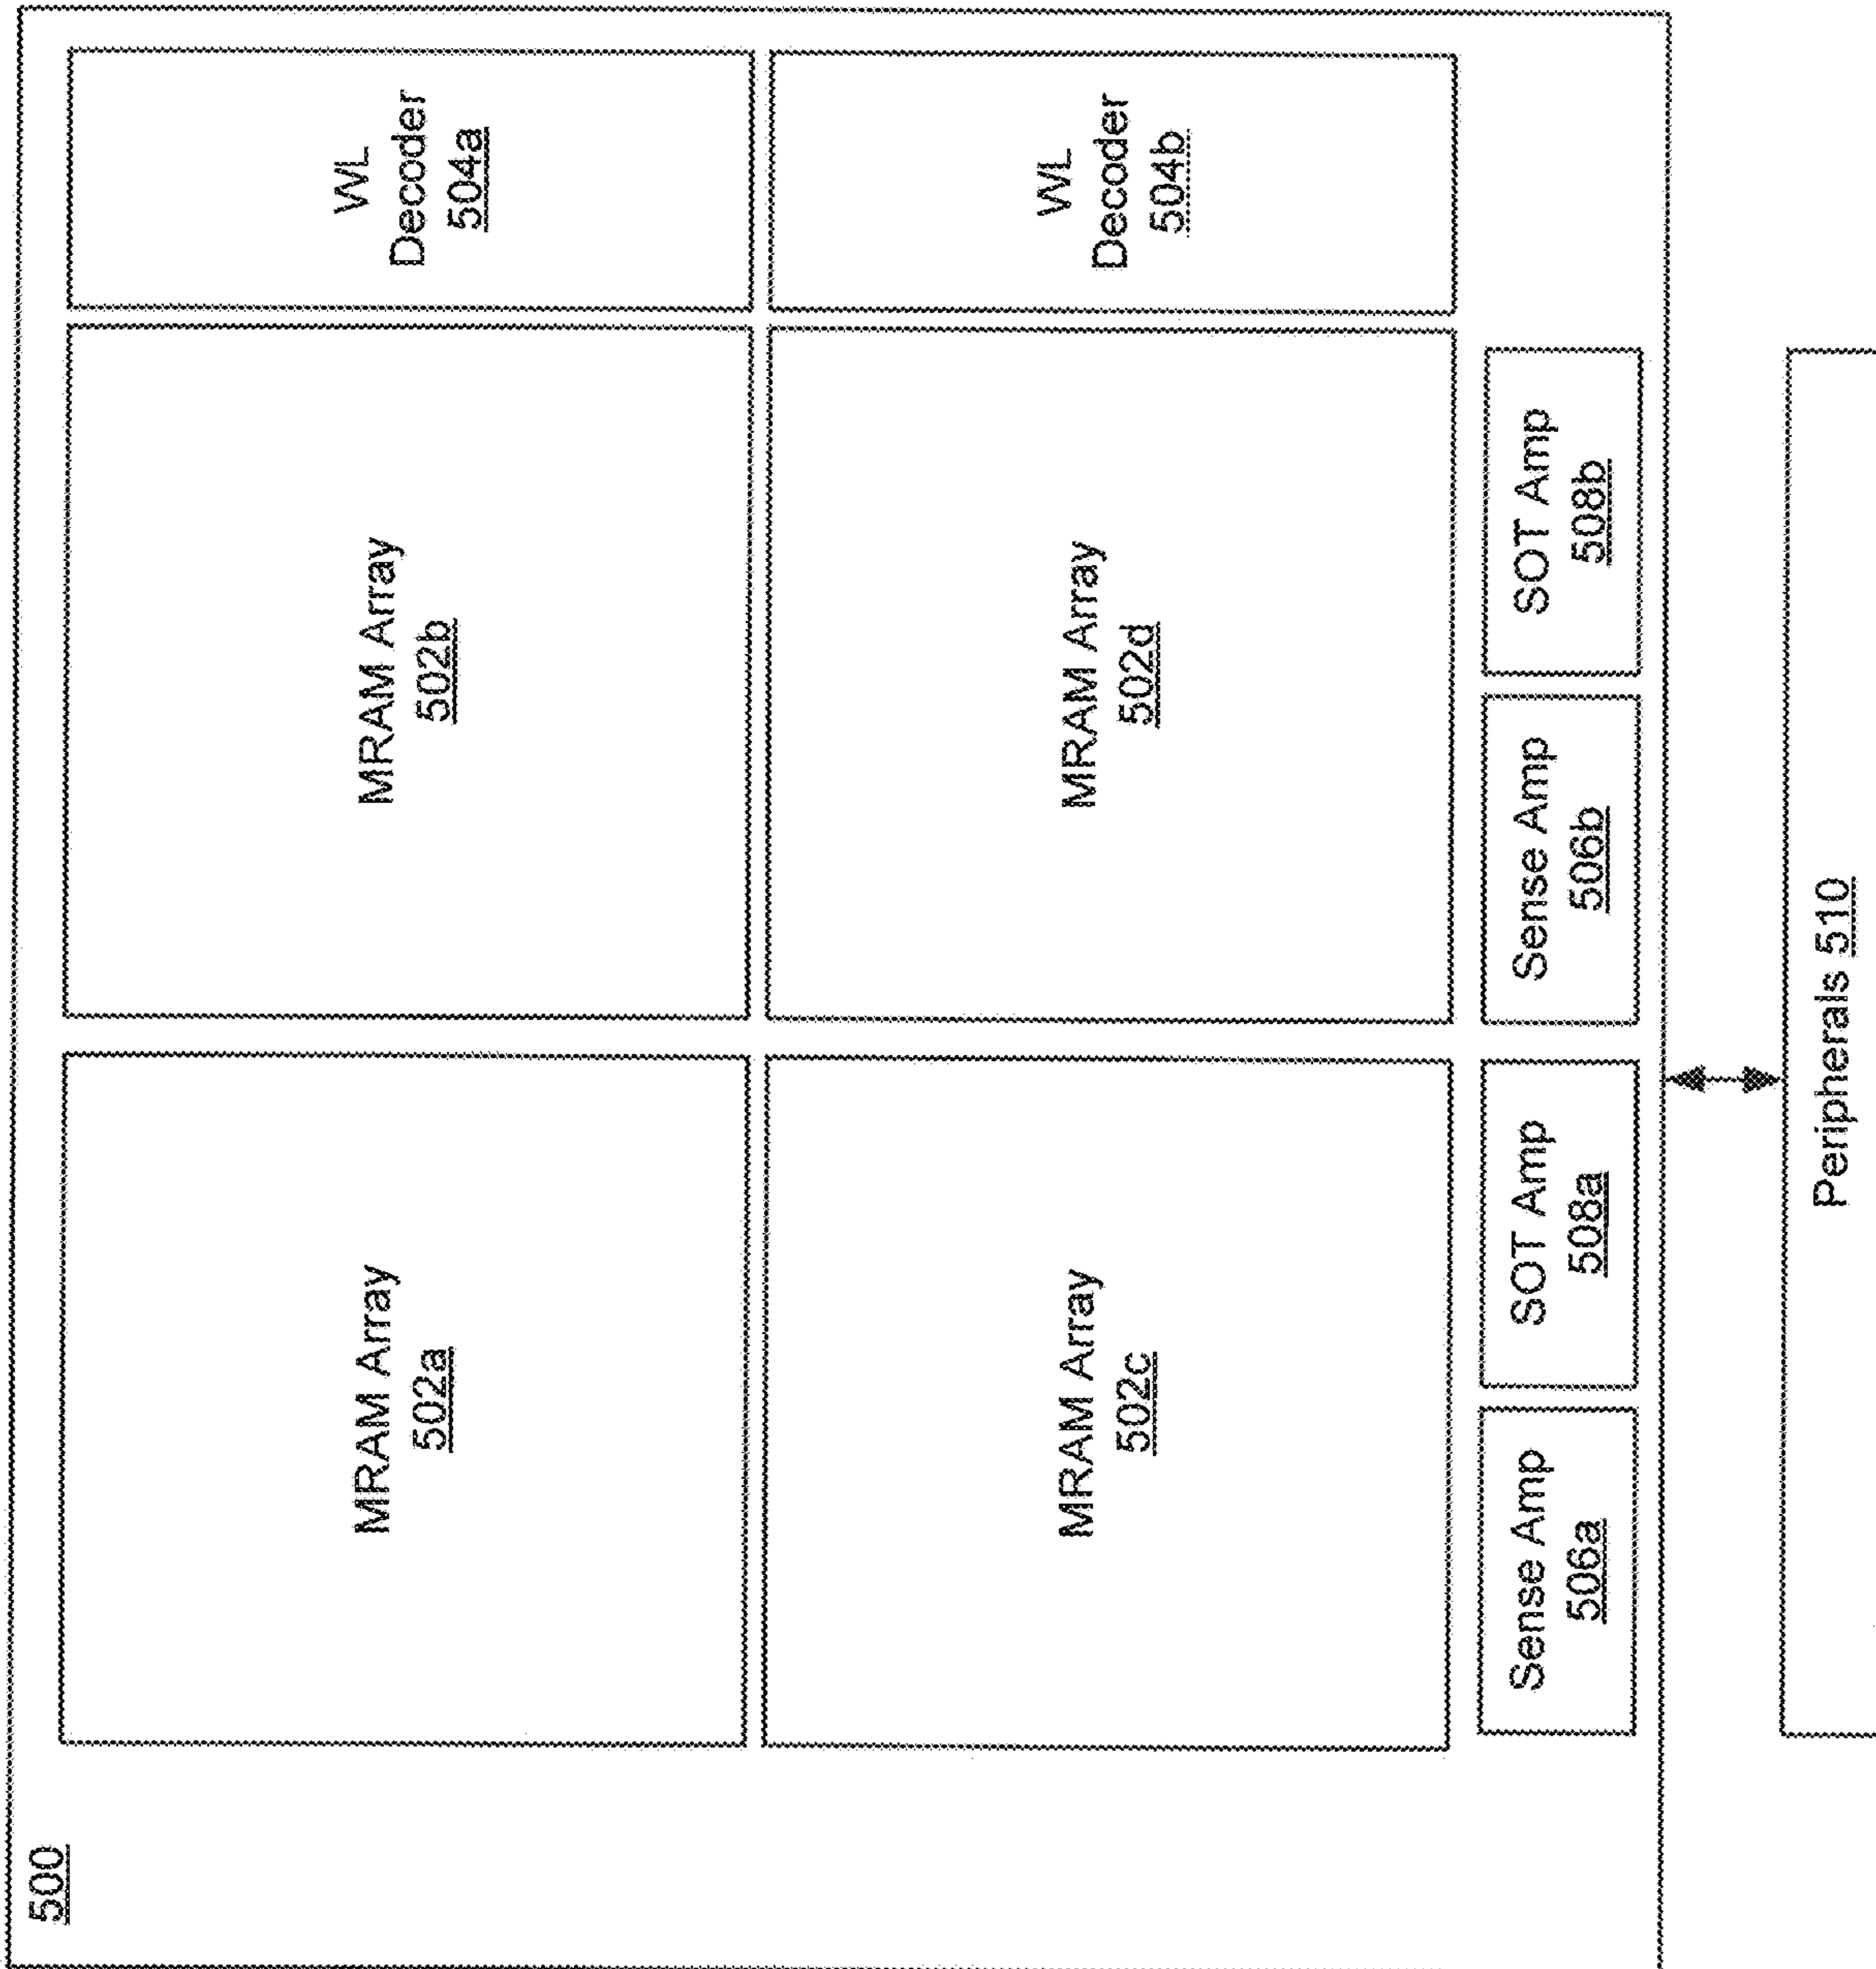 500
MRAM Array
502a
MRAM Array
502b
WL
Decoder
504a
MRAM Array
502c
MRAM Array
502d
WL
Decoder
504b
Sense Amp
506a
SOT Amp
508a
Sense Amp
506b
SOT Amp
508b
Peripherals 510